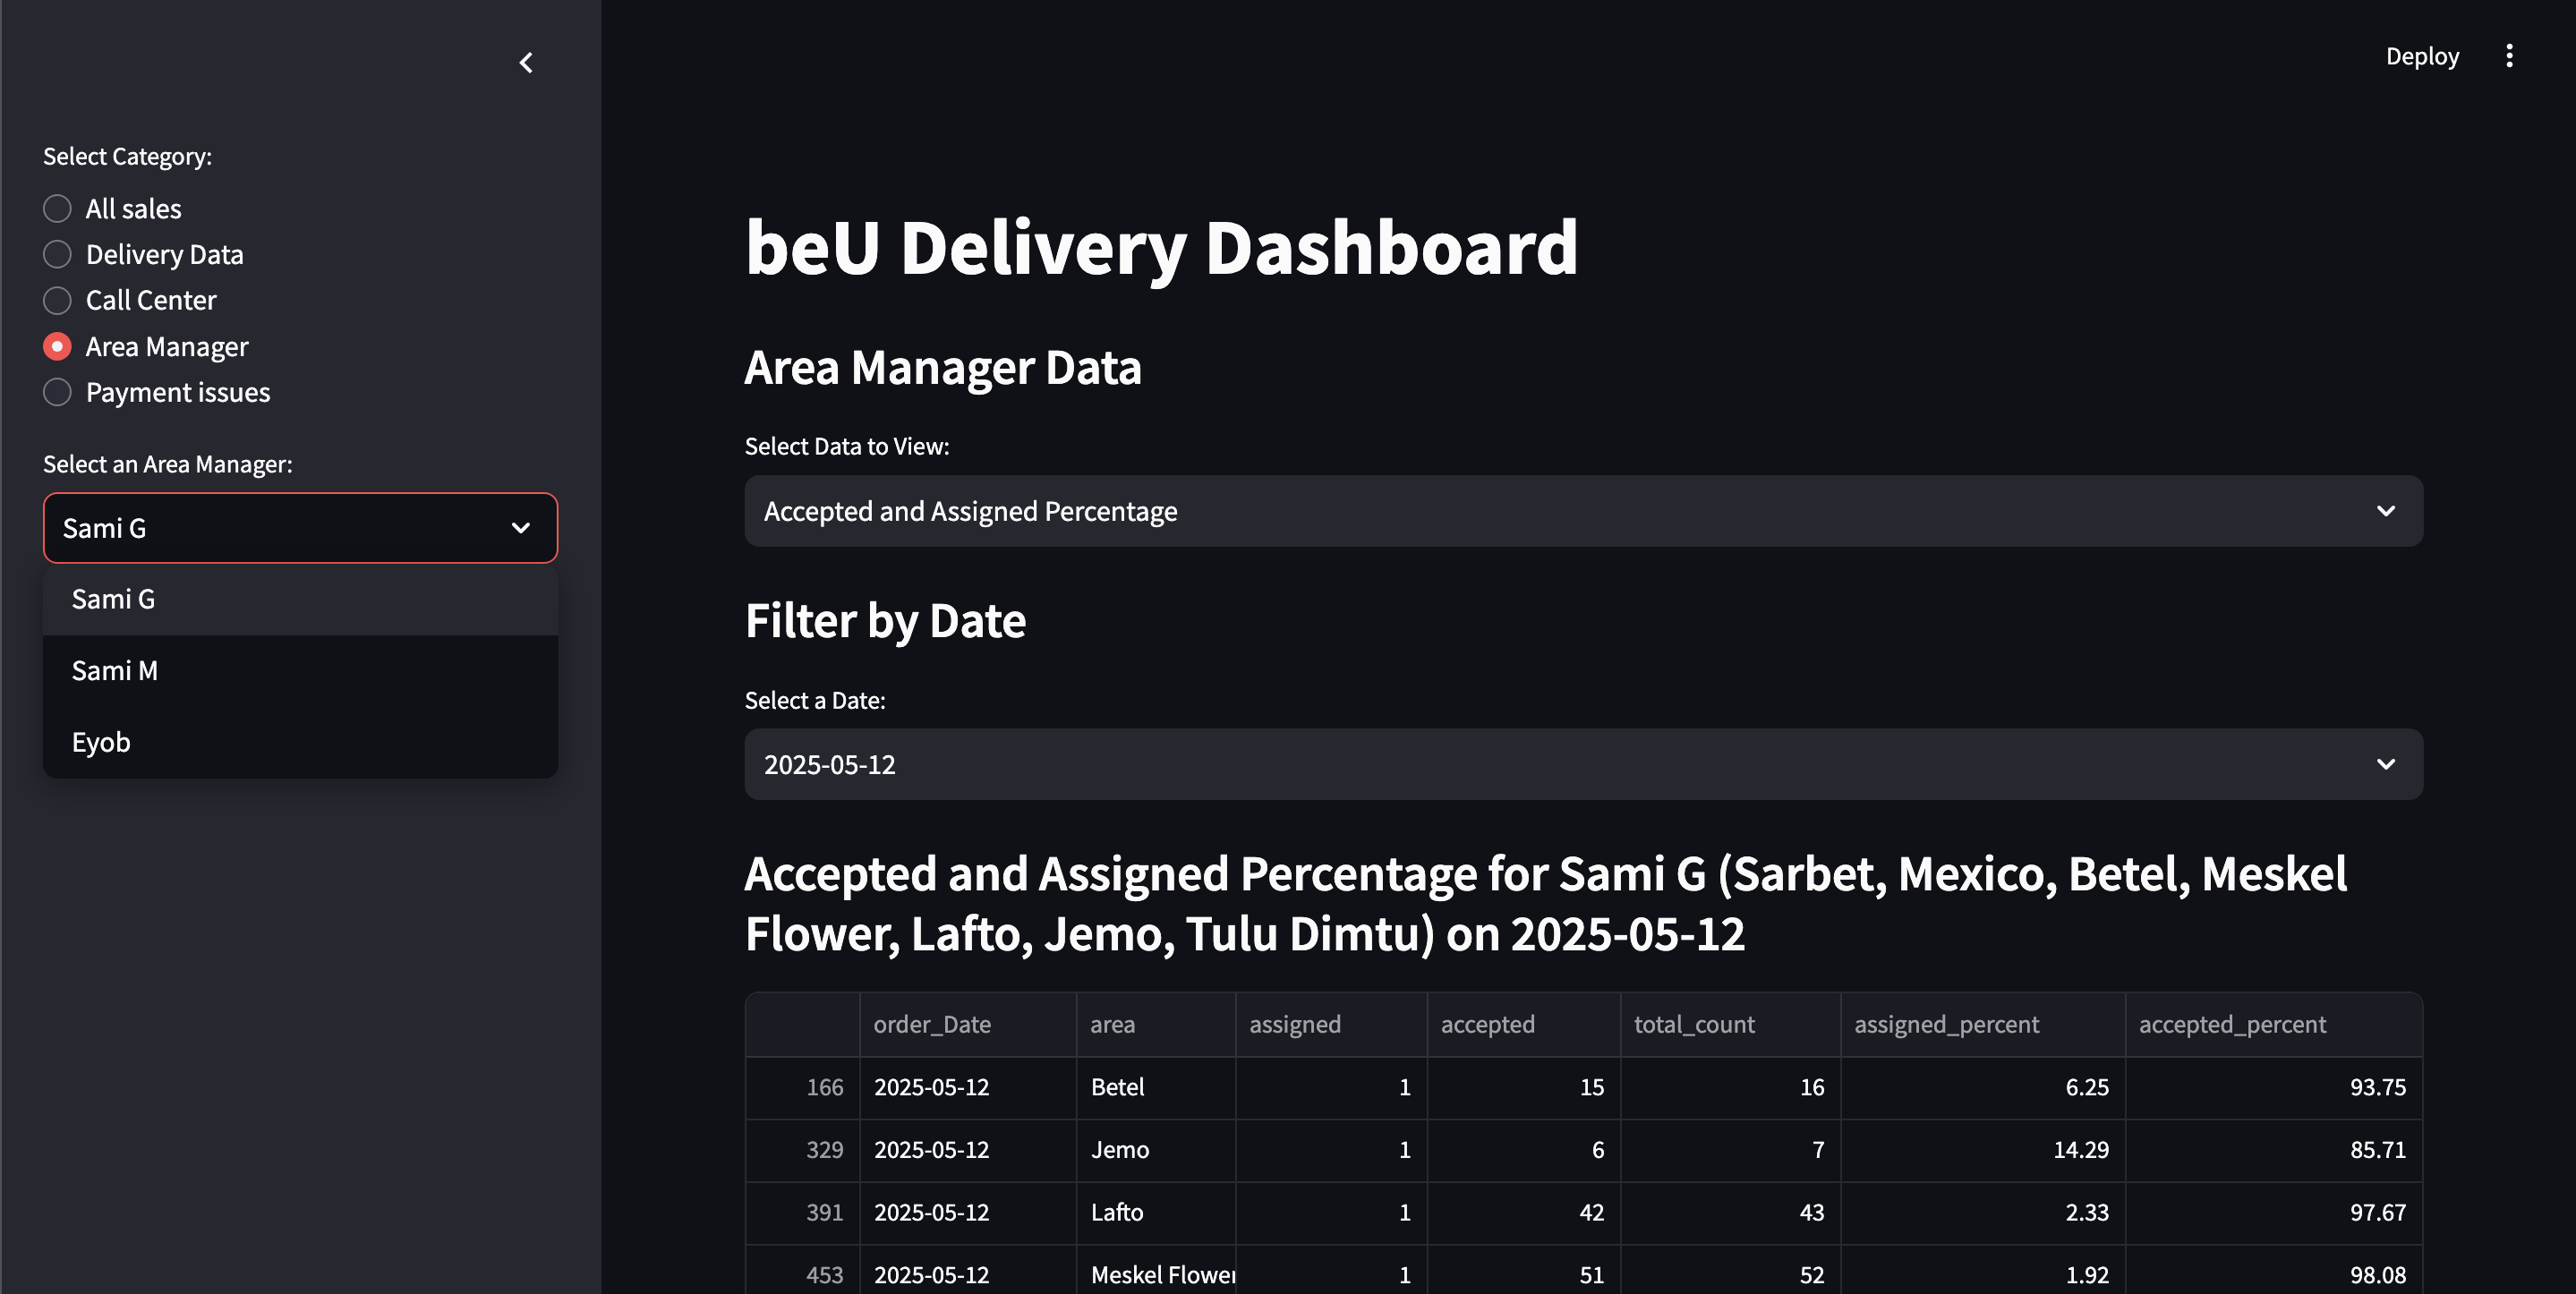 Deploy
Select Category:
All sales
Delivery Data
Call Center
Area Manager
Payment issues
Select an Area Manager:
Sami G
Sami G
Sami M
Eyob
beU Delivery Dashboard
Area Manager Data
Select Data to View:
Accepted and Assigned Percentage
Filter by Date
Select a Date:
2025-05-12
Accepted and Assigned Percentage for Sami G (Sarbet, Mexico, Betel, Meskel
Flower, Lafto, Jemo, Tulu Dimtu) on 2025-05-12
order_Date area assigned accepted total_count assigned_percent accepted_percent
166 2025-05-12 Betel 1 15 16 6.25 93.75
329 2025-05-12 Jemo 1 6 7 14.29 85.71
391 2025-05-12 Lafto 1 42 43 2.33 97.67
453 2025-05-12 Meskel Flower 1 51 52 1.92 98.08